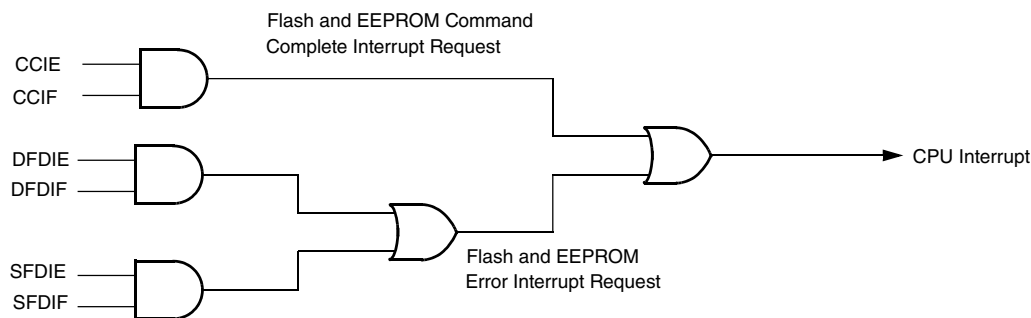 Flash and EEPROM Command
Complete Interrupt Request
CCIE
CCIF
DFDIE
DFDIF
CPU Interrupt
Flash and EEPROM
Error Interrupt Request
SFDIE
SFDIF